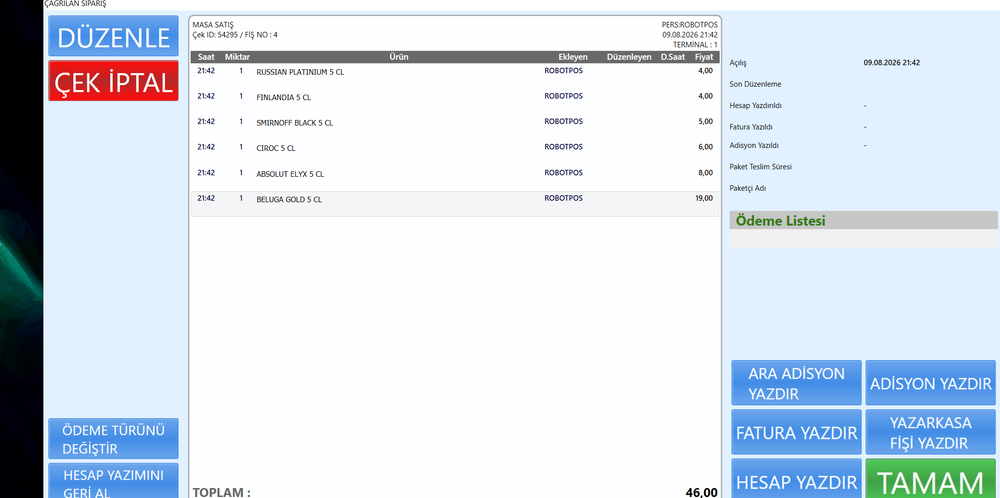 ÇAĞRILAN SİPARİŞ
DÜZENLE
ÇEK İPTAL
ÖDEME TÜRÜNÜ
DEĞİŞTİR
HESAP YAZIMINI
GERİ AL
MASA SATIŞ
Çek ID: 54295 / FİŞ NO : 4
PERS:ROBOTPOS
09.08.2026 21:42
TERMİNAL : 1
Saat Miktar Ürün Ekleyen Düzenleyen D.Saat Fiyat
21:42 1 RUSSIAN PLATINIUM 5 CL ROBOTPOS 4,00
21:42 1 FINLANDIA 5 CL ROBOTPOS 4,00
21:42 1 SMIRNOFF BLACK 5 CL ROBOTPOS 5,00
21:42 1 CIROC 5 CL ROBOTPOS 6,00
21:42 1 ABSOLUT ELYX 5 CL ROBOTPOS 8,00
21:42 1 BELUGA GOLD 5 CL ROBOTPOS 19,00
TOPLAM : 46,00
Açılış 09.08.2026 21:42
Son Düzenleme
Hesap Yazdırıldı -
Fatura Yazıldı -
Adisyon Yazıldı -
Paket Teslim Süresi
Paketçi Adı
Ödeme Listesi
ARA ADİSYON
YAZDIR
ADİSYON YAZDIR
FATURA YAZDIR
YAZARKASA
FİŞİ YAZDIR
HESAP YAZDIR
TAMAM